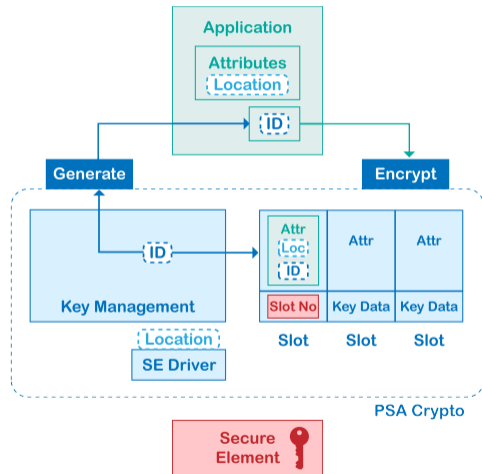 Application
Attributes
Location
ID
Generate
Encrypt
ID
Key Management
Attr
Loc
ID
Slot No
Attr
Key Data
Attr
Key Data
Slot
Slot
Slot
Location
SE Driver
PSA Crypto
Secure
Element